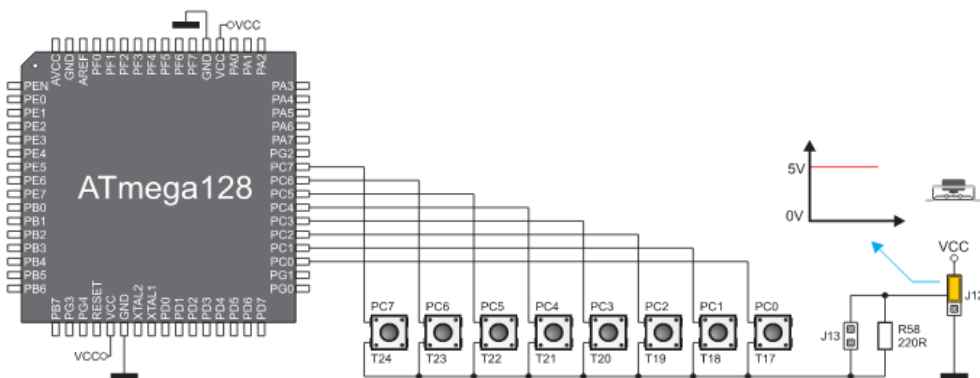 VCC
AVCC
GND
AREF
PF0
PF1
PF2
PF3
PF4
PF5
PF6
PF7
GND
VCC
PA0
PA1
PA2
PEN
PE0
PE1
PE2
PE3
PE4
PE5
PE6
PE7
PB0
PB1
PB2
PB3
PB4
PB5
PB6
ATmega128
PA3
PA4
PA5
PA6
PA7
PG2
PC7
PC6
PC5
PC4
PC3
PC2
PC1
PC0
PG1
PG0
PB7
PG3
PG4
RESET
VCC
GND
XTAL2
XTAL1
PD0
PD1
PD2
PD3
PD4
PD5
PD6
PD7
VCC
5V
0V
VCC
PC7 PC6 PC5 PC4 PC3 PC2 PC1 PC0
T24 T23 T22 T21 T20 T19 T18 T17
J13
R58
220R